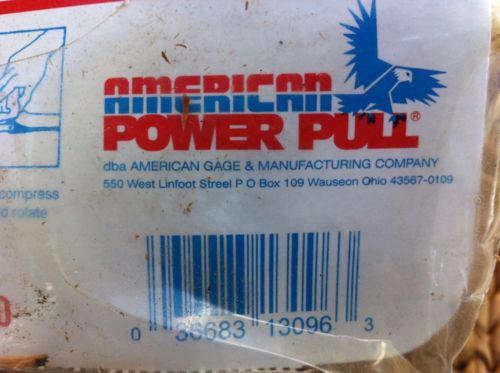 AMERICAN
POWER PULL®
dba AMERICAN GAGE & MANUFACTURING COMPANY
550 West Linfoot Streel P O Box 109 Wauseon Ohio 43567-0109
compress
rotate
0 36683 13096 3